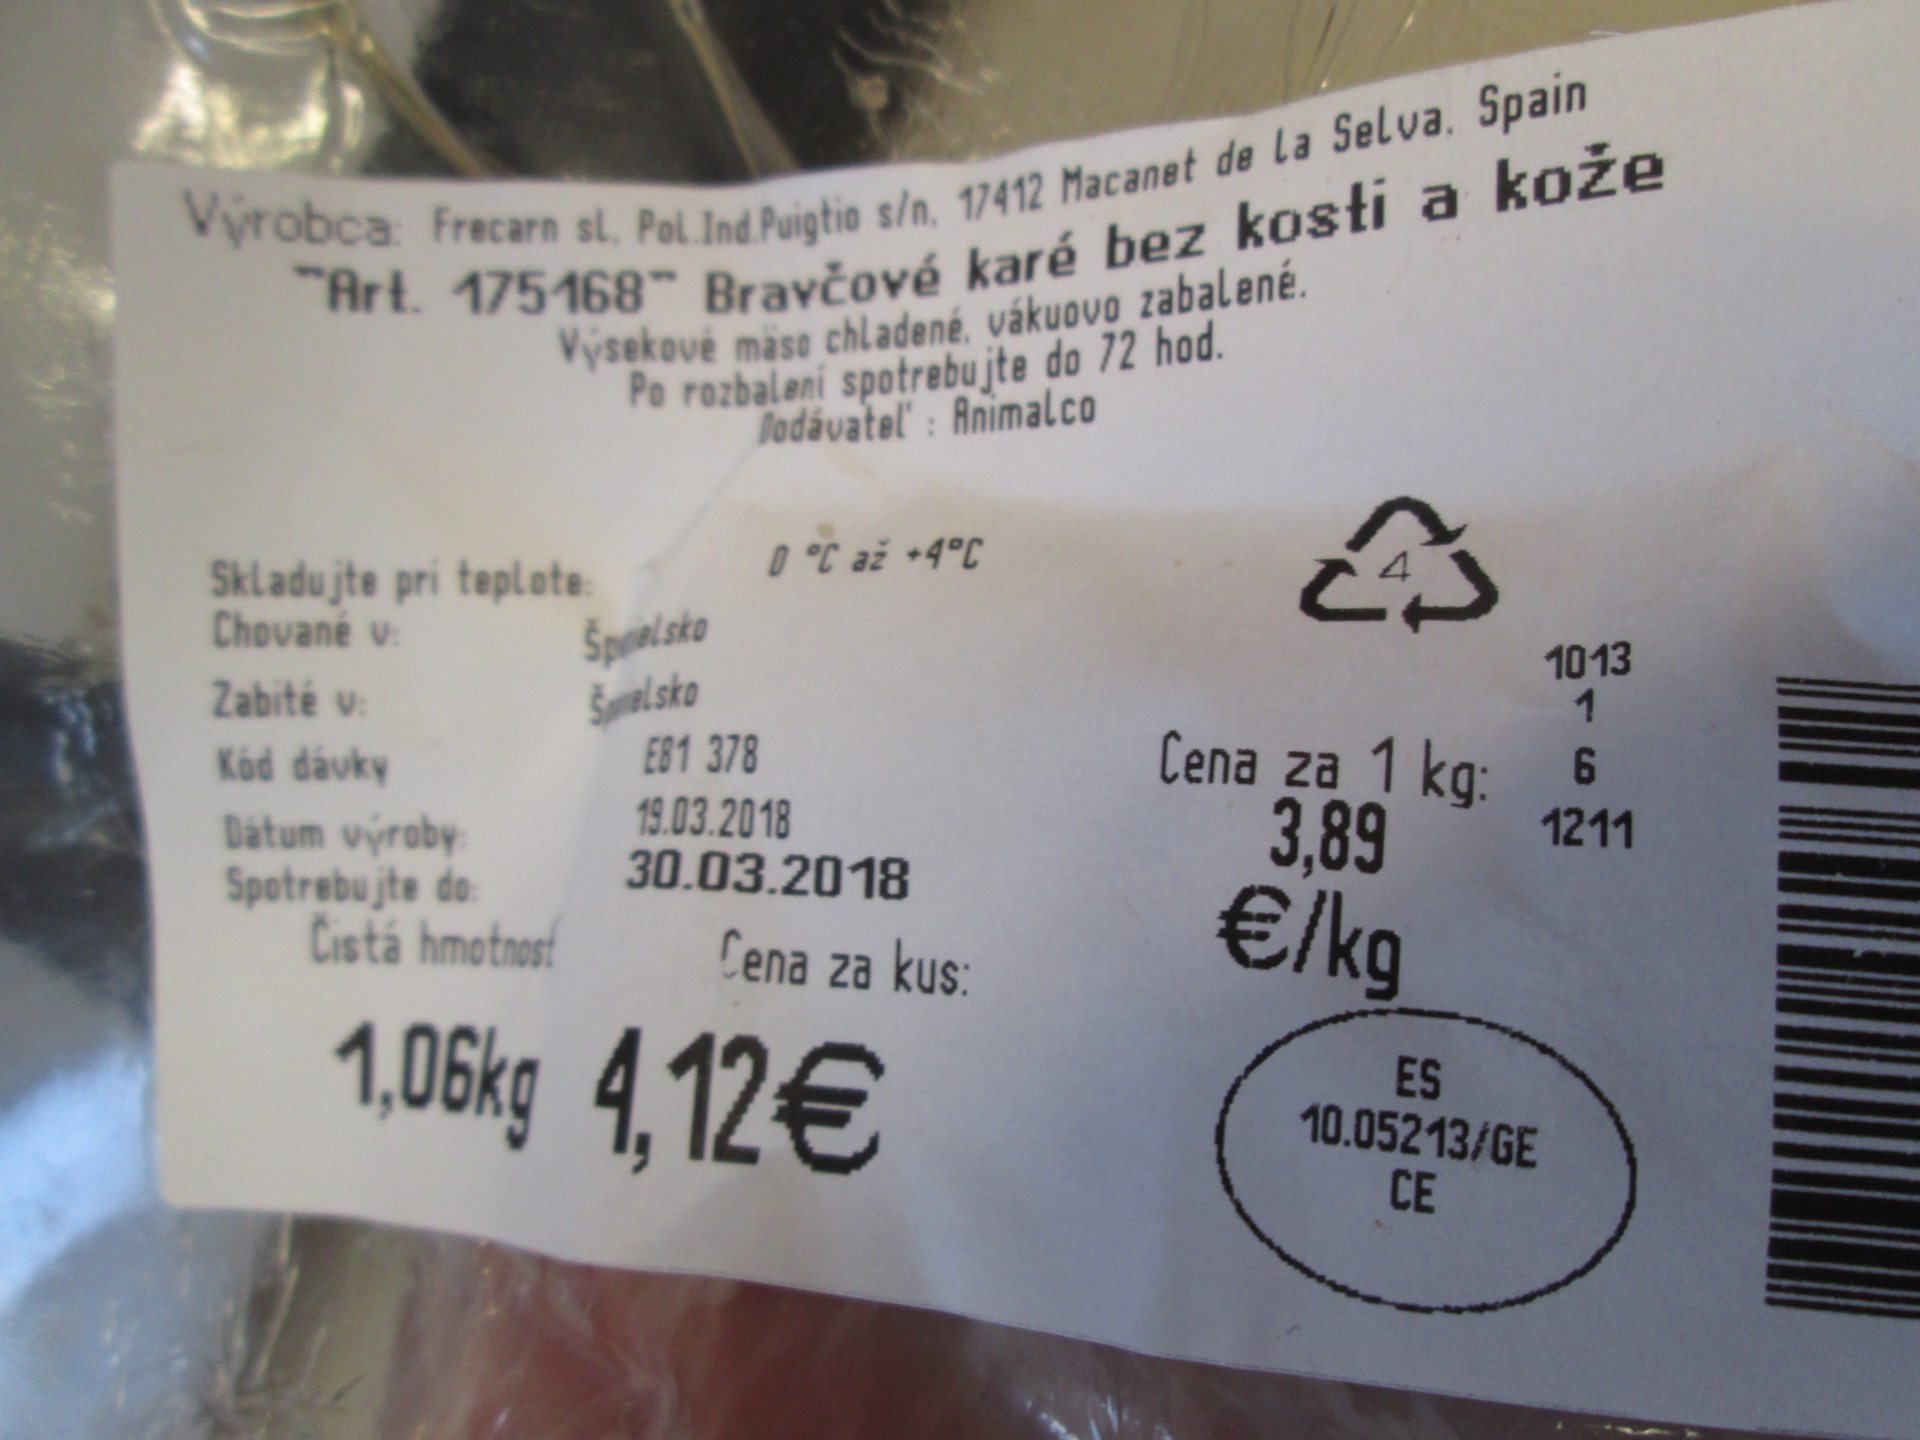 Výrobca: Frecarn sl. Pol.Ind.Puigtio s/n, 17412 Macanet de la Selva, Spain
""Art. 175168"" Bravčové karé bez kosti a kože
Výsekové mäso chladené, vákuovo zabalené.
Po rozbalení spotrebujte do 72 hod.
Dodávateľ : Animalco
Skladujte pri teplote: 0 °C až +4°C
Chované v: Španielsko
Zabité v: Španielsko
Kód dávky E81 378
Dátum výroby: 19.03.2018
Spotrebujte do: 30.03.2018
Čistá hmotnosť
1,06kg
Cena za kus:
4,12€
4
1013
1
6
1211
Cena za 1 kg:
3,89
€/kg
ES
10.05213/GE
CE